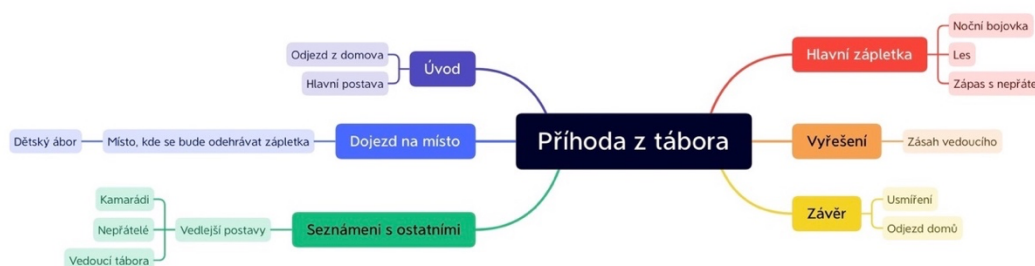 Příhoda z tábora
Úvod
Odjezd z domova
Hlavní postava
Dojezd na místo
Místo, kde se bude odehrávat zápletka
Dětský ábor
Seznámeni s ostatními
Vedlejší postavy
Kamarádi
Nepřátelé
Vedoucí tábora
Hlavní zápletka
Noční bojovka
Les
Zápas s nepřáte
Vyřešení
Zásah vedoucího
Závěr
Usmíření
Odjezd domů